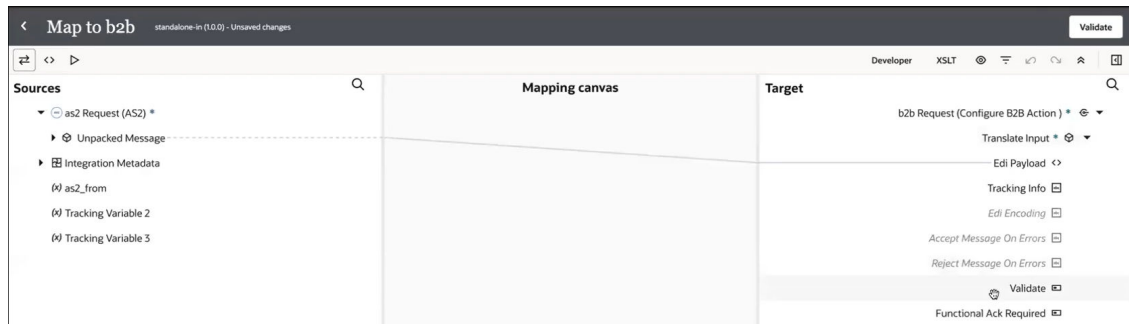 Map to b2b standalone-in (1.0.0) - Unsaved changes Validate
Developer XSLT
Sources Mapping canvas Target
as2 Request (AS2) * b2b Request (Configure B2B Action ) *
Unpacked Message Translate Input *
Integration Metadata Edi Payload
(x) as2_from Tracking Info
(x) Tracking Variable 2 Edi Encoding
(x) Tracking Variable 3 Accept Message On Errors
Reject Message On Errors
Validate
Functional Ack Required